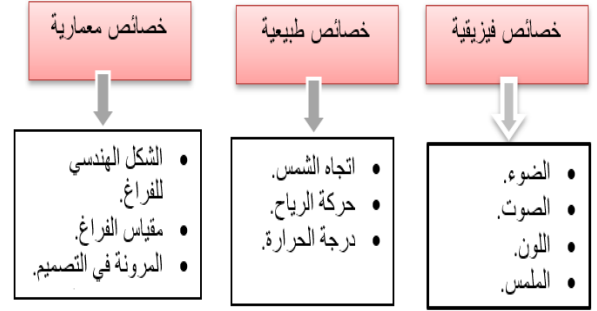 خصائص فيزيقية
الضوء.
الصوت.
اللون.
الملمس.
خصائص طبيعية
اتجاه الشمس.
حركة الرياح.
درجة الحرارة.
خصائص معمارية
الشكل الهندسي
للفراغ.
مقياس الفراغ.
المرونة في التصميم.